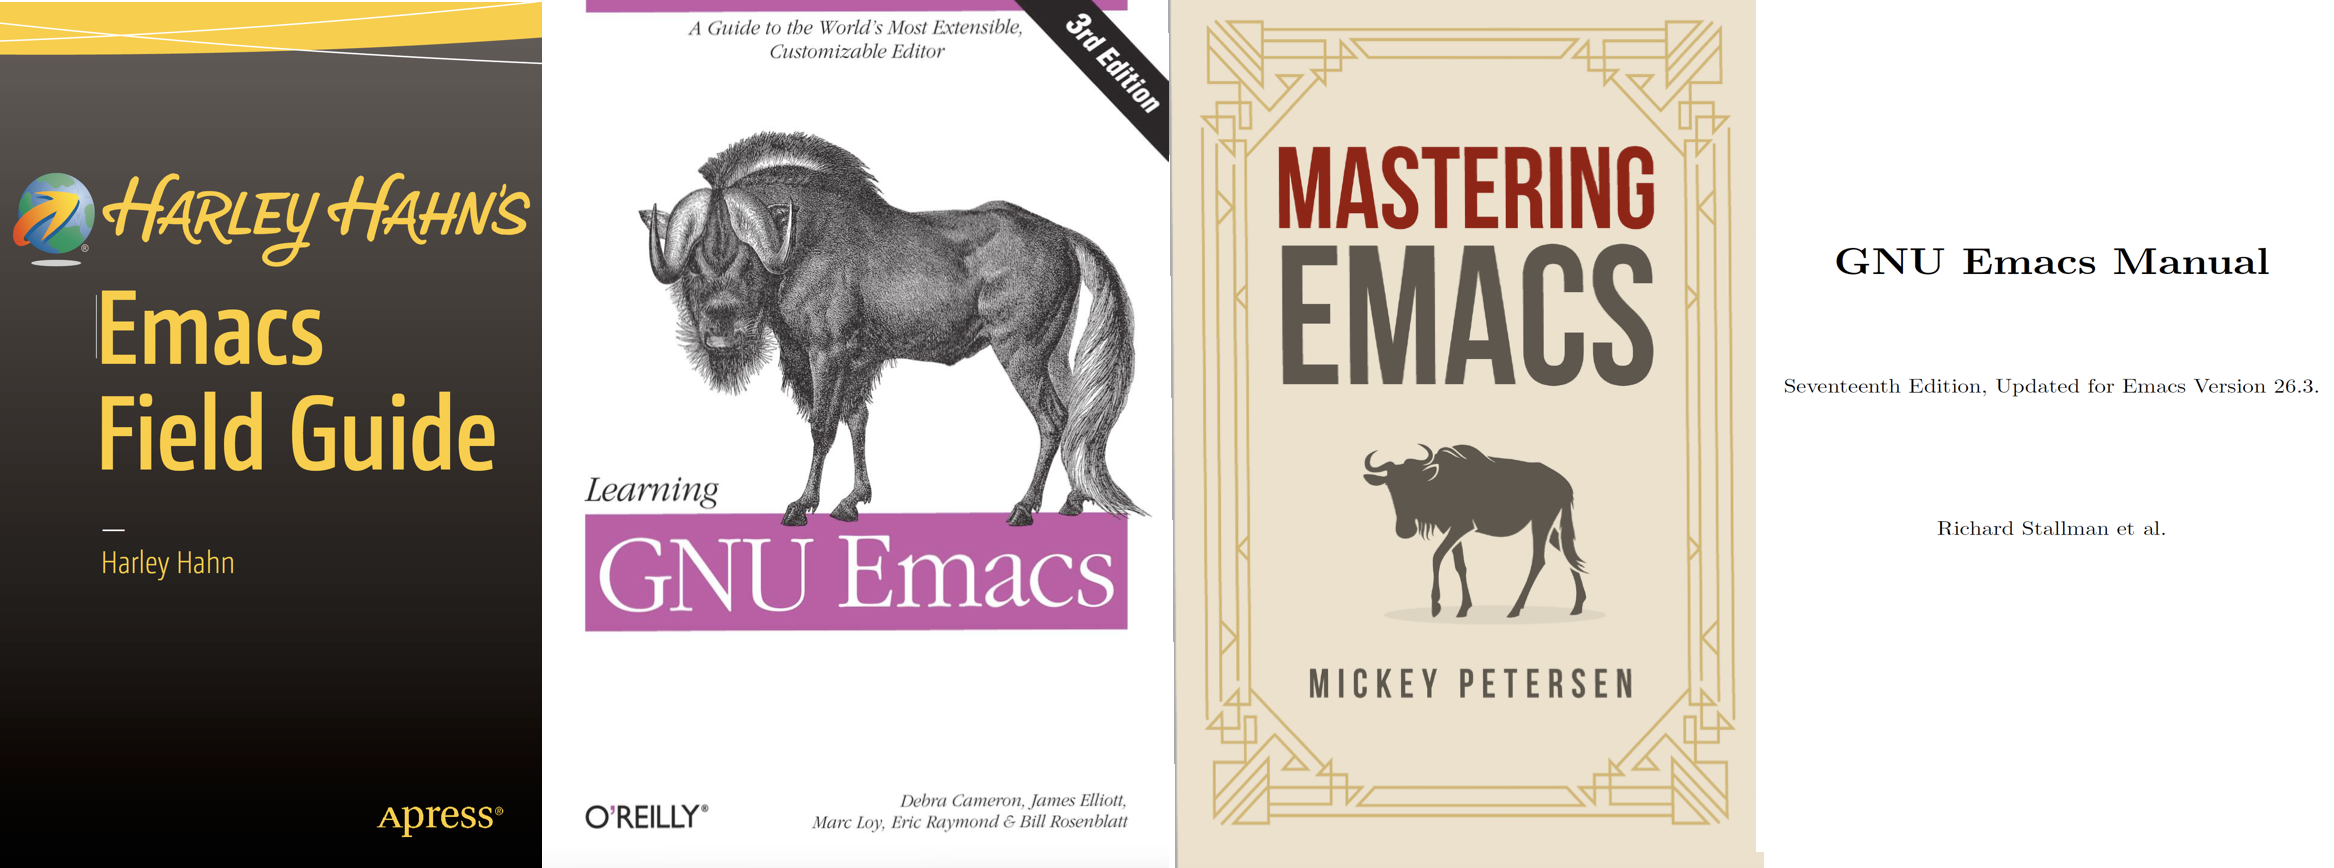 HARLEY HAHN'S
®
Emacs
Field Guide
Harley Hahn
Apress®
A Guide to the World's Most Extensible,
Customizable Editor
3rd Edition
Learning
GNU Emacs
O'REILLY®
Debra Cameron, James Elliott,
Marc Loy, Eric Raymond & Bill Rosenblatt
MASTERING
EMACS
MICKEY PETERSEN
GNU Emacs Manual
Seventeenth Edition, Updated for Emacs Version 26.3.
Richard Stallman et al.